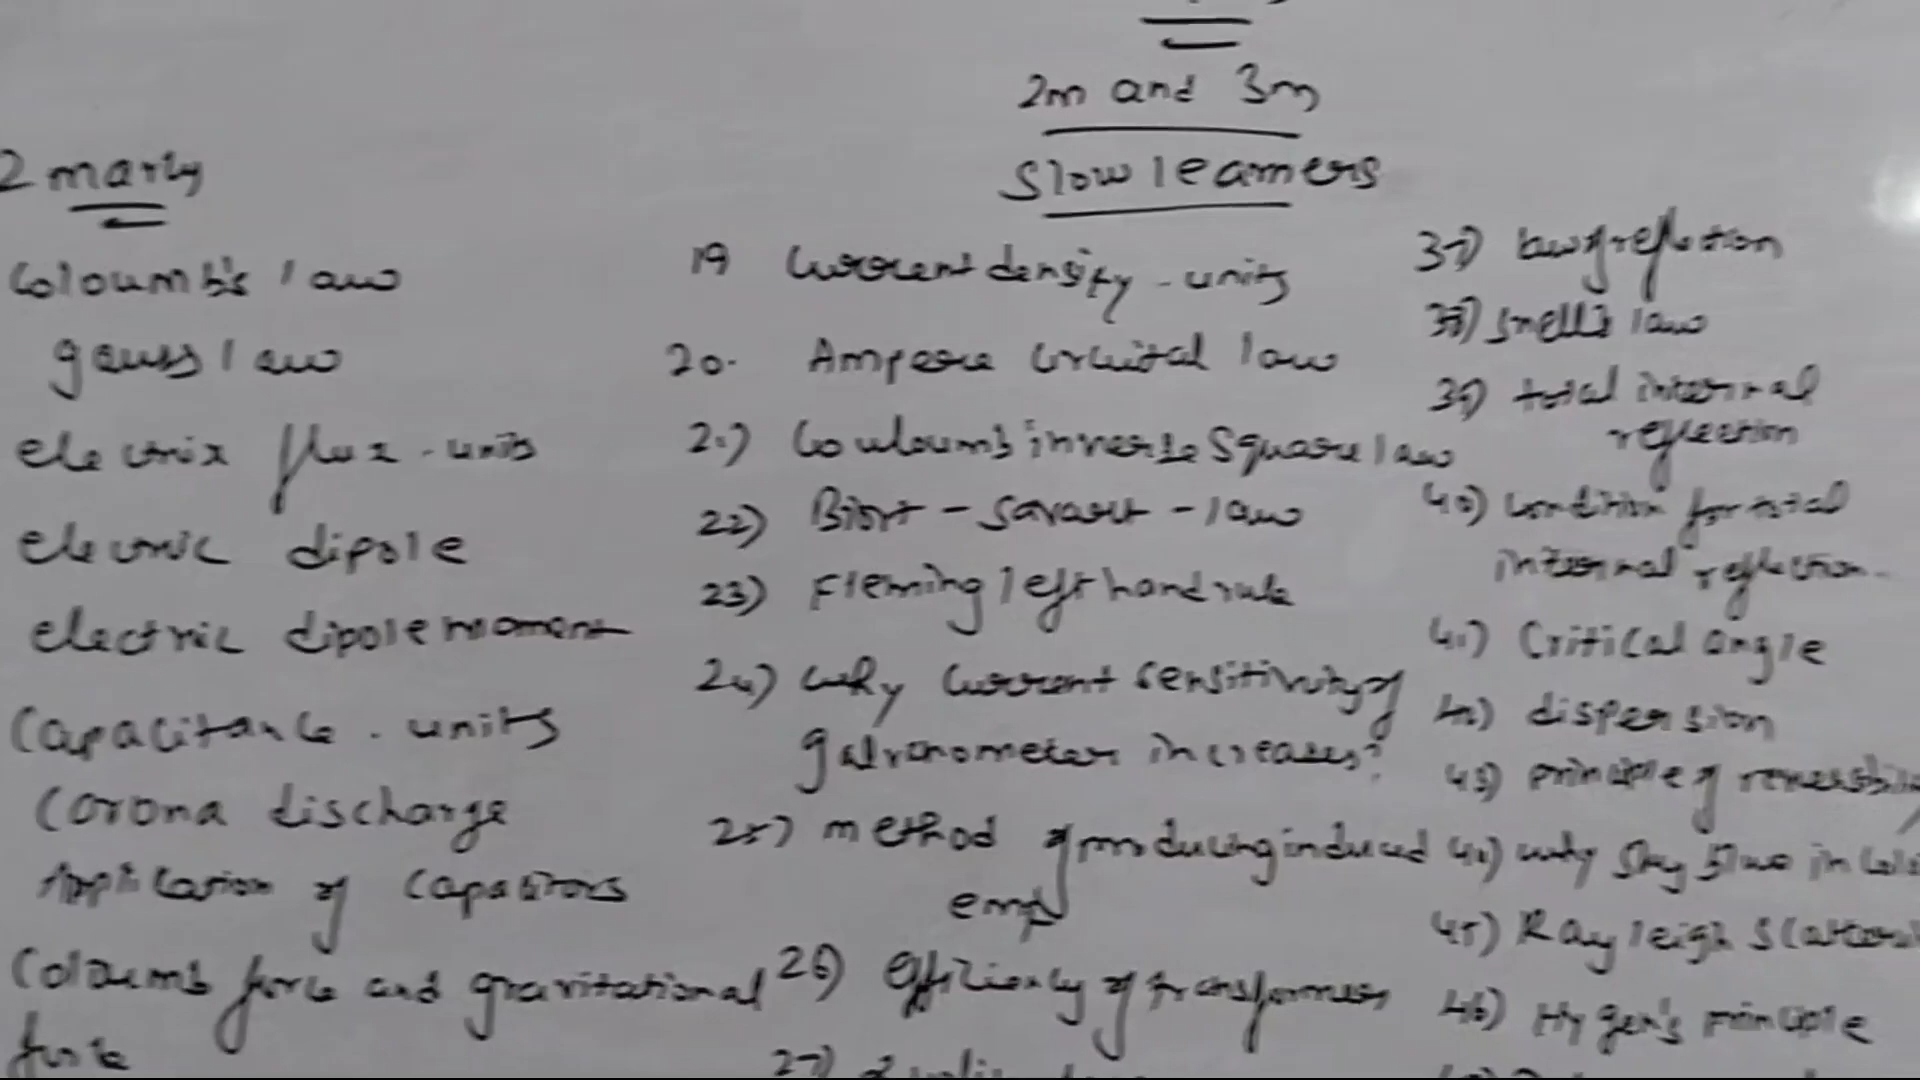 2m and 3m
Slow learners
2 marks
Coloumb's law
gauss law
electrix flux - units
electric dipole
electric dipole moment
Capacitance - units
Corona discharge
Application of Capacitors
Coloumb force and gravitational
force
19 Current density - units
20. Ampere circuital law
21) Couloumb inverse Square law
22) Biort - Savart - law
23) Fleming left hand rule
24) why current sensitivity of
galvanometer increases?
25) method of producing induced
emf
26) efficiency of transformers
27)
37) law of reflection
38) Snell's law
39) total internal
reflection
40) condition for total
internal reflection
41) Critical angle
42) dispersion
43) principle of
44) why Sky blue in
45) Rayleigh
46) Hygen's principle